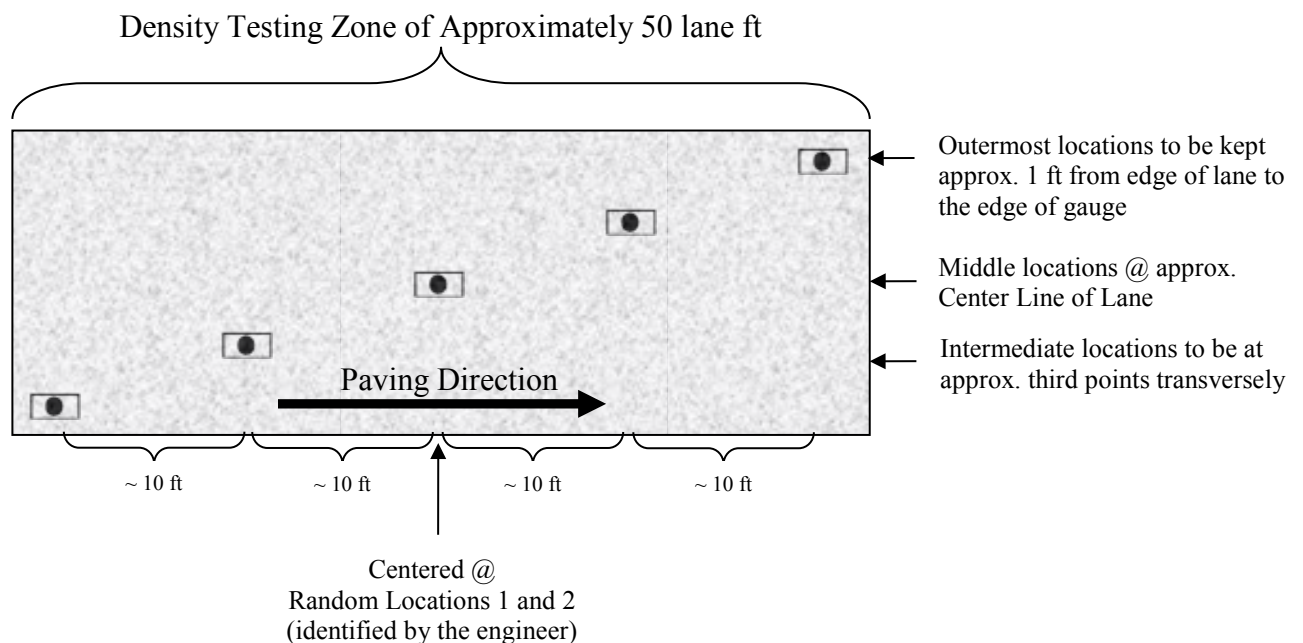 Density Testing Zone of Approximately 50 lane ft
Outermost locations to be kept
approx. 1 ft from edge of lane to
the edge of gauge
Middle locations @ approx.
Center Line of Lane
Intermediate locations to be at
approx. third points transversely
Paving Direction
~ 10 ft
~ 10 ft
~ 10 ft
~ 10 ft
Centered @
Random Locations 1 and 2
(identified by the engineer)